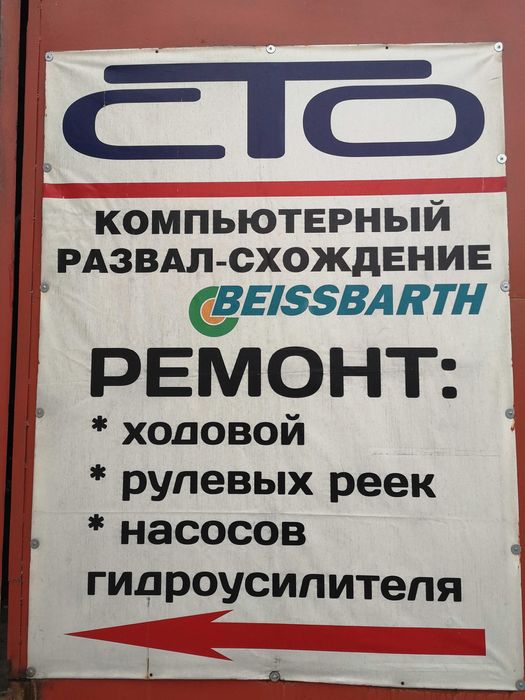 СТО
КОМПЬЮТЕРНЫЙ
РАЗВАЛ-СХОЖДЕНИЕ
BEISSBARTH
РЕМОНТ:
* ходовой
* рулевых реек
* насосов
гидроусилителя